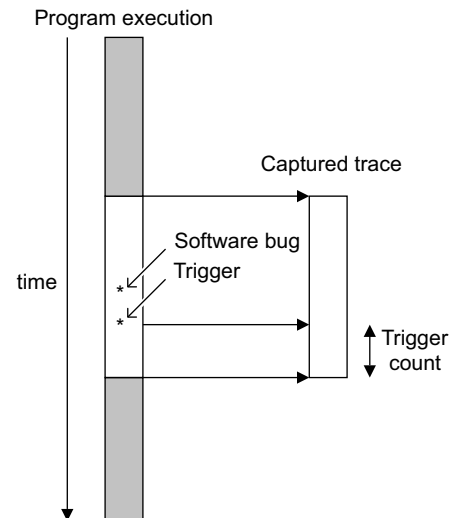 Program execution
Captured trace
Software bug
*
Trigger
*
time
Trigger
count